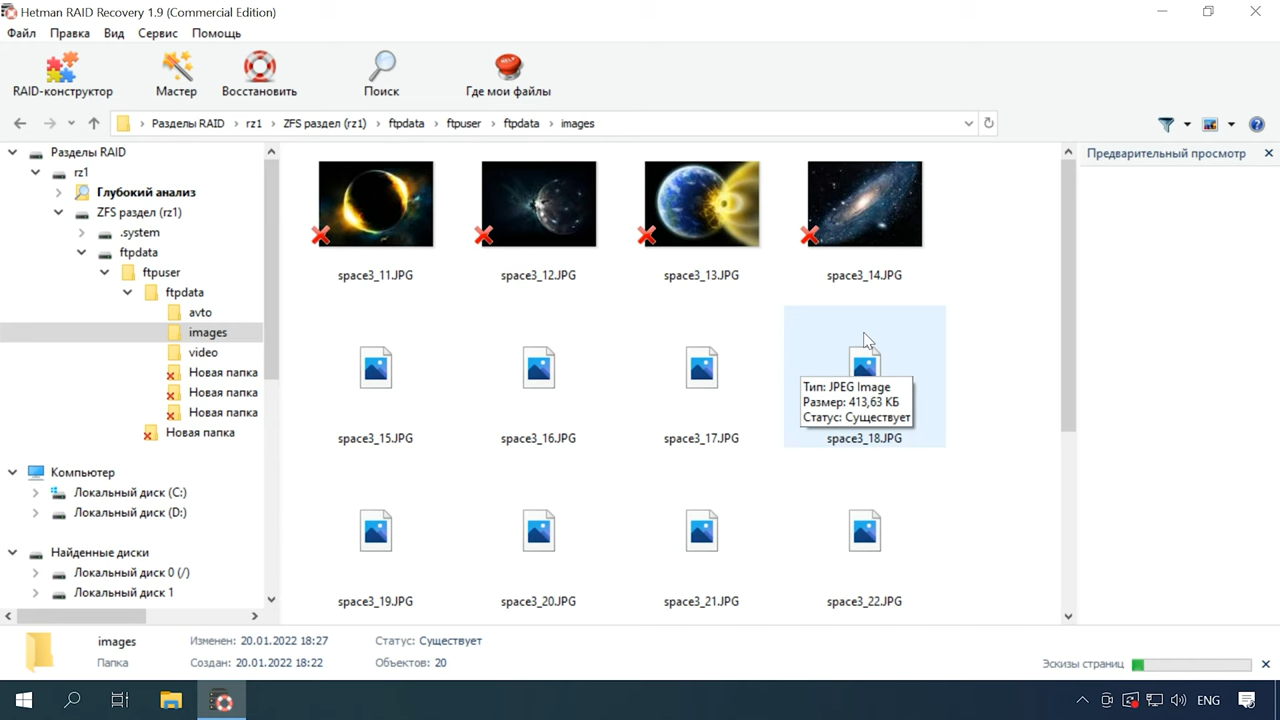 Hetman RAID Recovery 1.9 (Commercial Edition)
Файл Правка Вид Сервис Помощь
RAID-конструктор Мастер Восстановить Поиск Где мои файлы
Разделы RAID rz1 ZFS раздел (rz1) ftpdata ftpuser ftpdata images
Разделы RAID
rz1
Глубокий анализ
ZFS раздел (rz1)
.system
ftpdata
ftpuser
ftpdata
avto
images
video
Новая папка
Новая папка
Новая папка
Новая папка
Компьютер
Локальный диск (C:)
Локальный диск (D:)
Найденные диски
Локальный диск 0 (/)
Локальный диск 1
space3_11.JPG space3_12.JPG space3_13.JPG space3_14.JPG
Тип: JPEG Image
Размер: 413,63 КБ
Статус: Существует
space3_15.JPG space3_16.JPG space3_17.JPG space3_18.JPG
space3_19.JPG space3_20.JPG space3_21.JPG space3_22.JPG
Предварительный просмотр
images Изменен: 20.01.2022 18:27 Статус: Существует
Папка Создан: 20.01.2022 18:22 Объектов: 20
Эскизы страниц
ENG